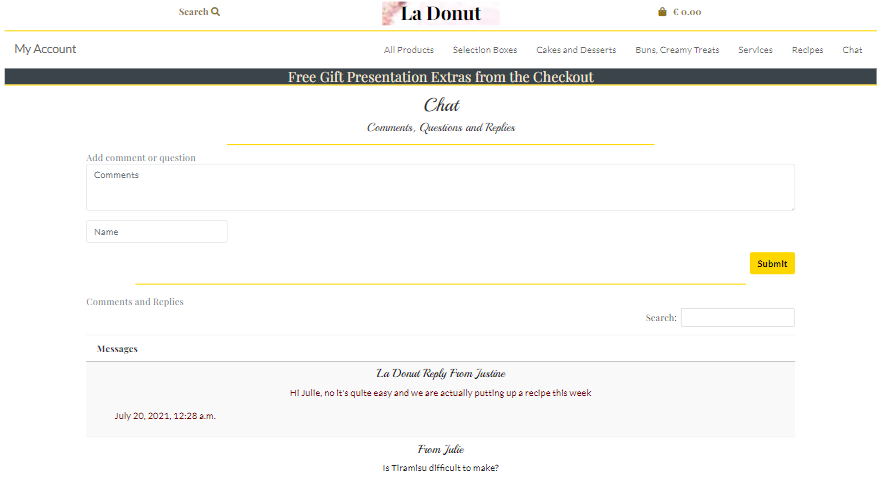 Search
La Donut
€ 0.00
My Account
All Products Selection Boxes Cakes and Desserts Buns, Creamy Treats Services Recipes Chat
Free Gift Presentation Extras from the Checkout
Chat
Comments, Questions and Replies
Add comment or question
Comments
Name
Submit
Comments and Replies
Search:
Messages
La Donut Reply From Justine
Hi Julie, no it's quite easy and we are actually putting up a recipe this week
July 20, 2021, 12:28 a.m.
From Julie
Is Tiramisu difficult to make?